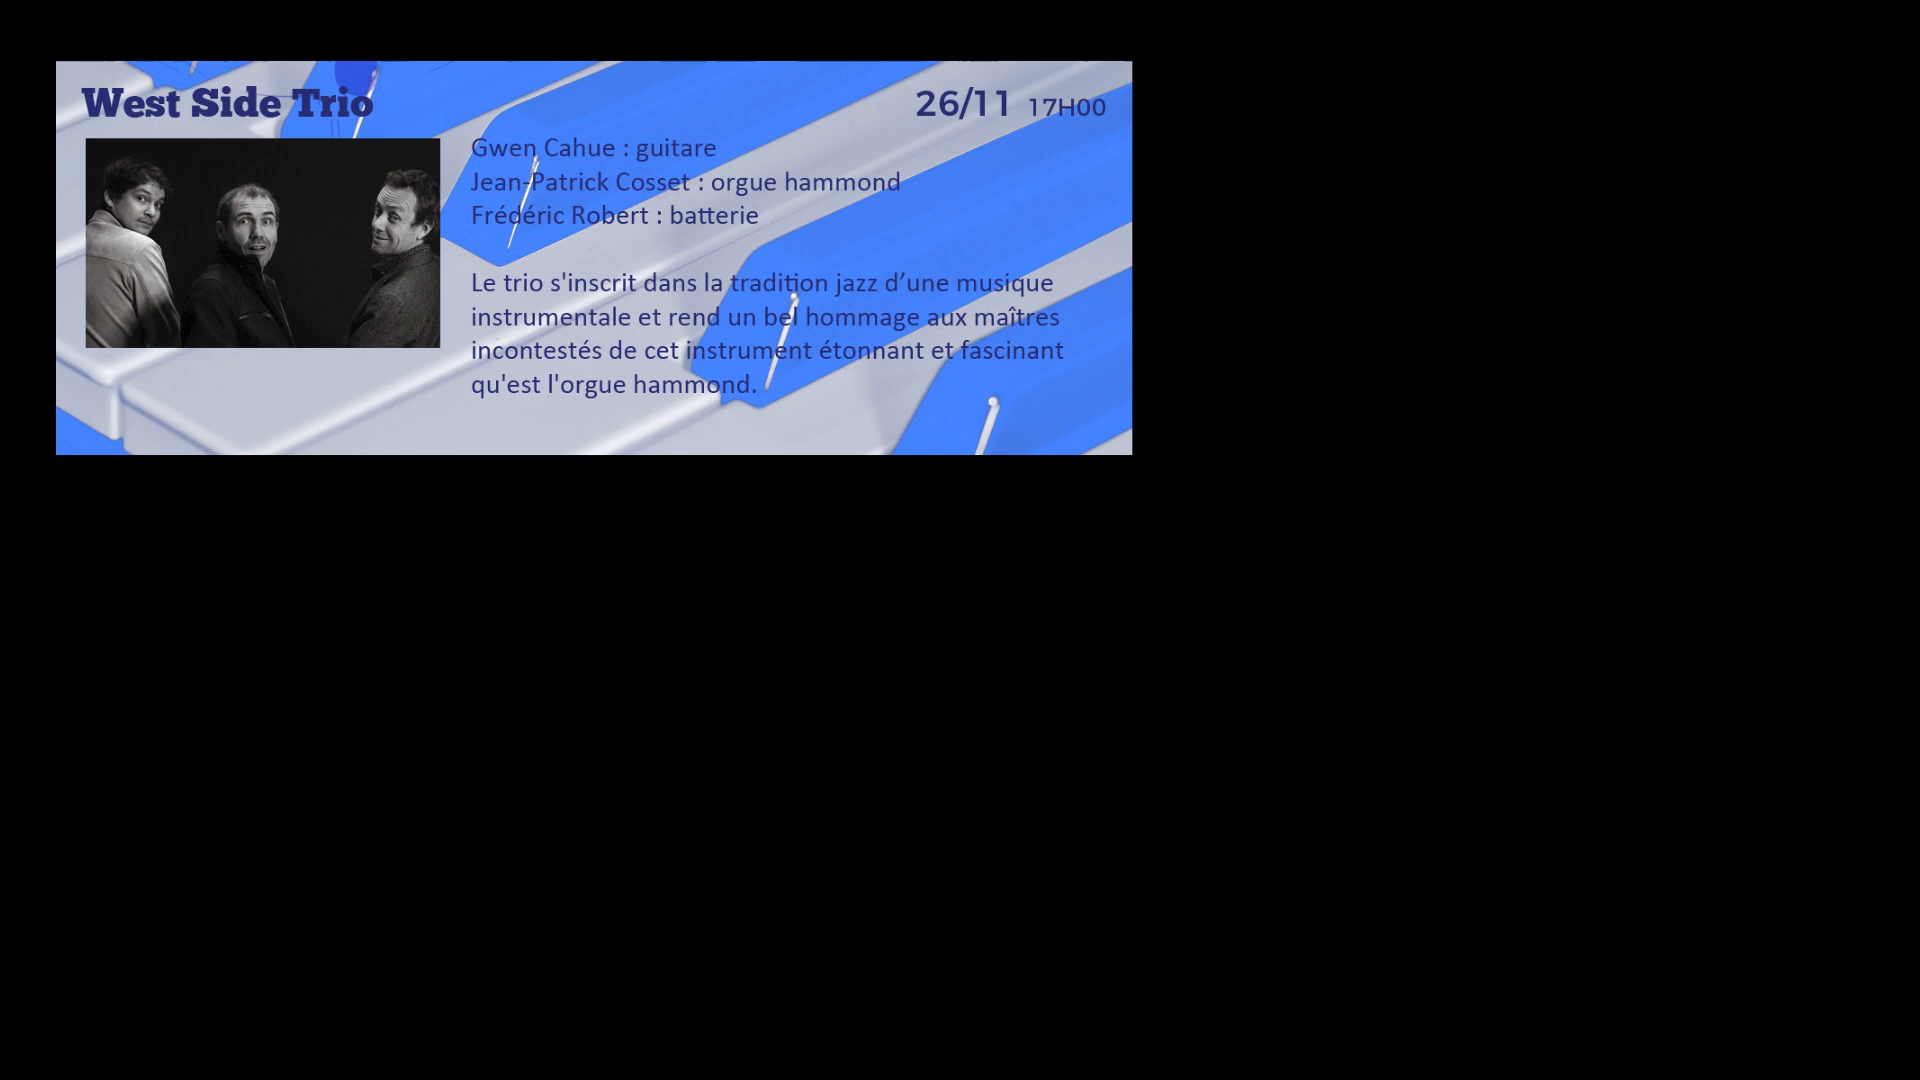 West Side Trio
26/11 17H00
Gwen Cahue : guitare
Jean-Patrick Cosset : orgue hammond
Frédéric Robert : batterie
Le trio s'inscrit dans la tradition jazz d’une musique
instrumentale et rend un bel hommage aux maîtres
incontestés de cet instrument étonnant et fascinant
qu'est l'orgue hammond.